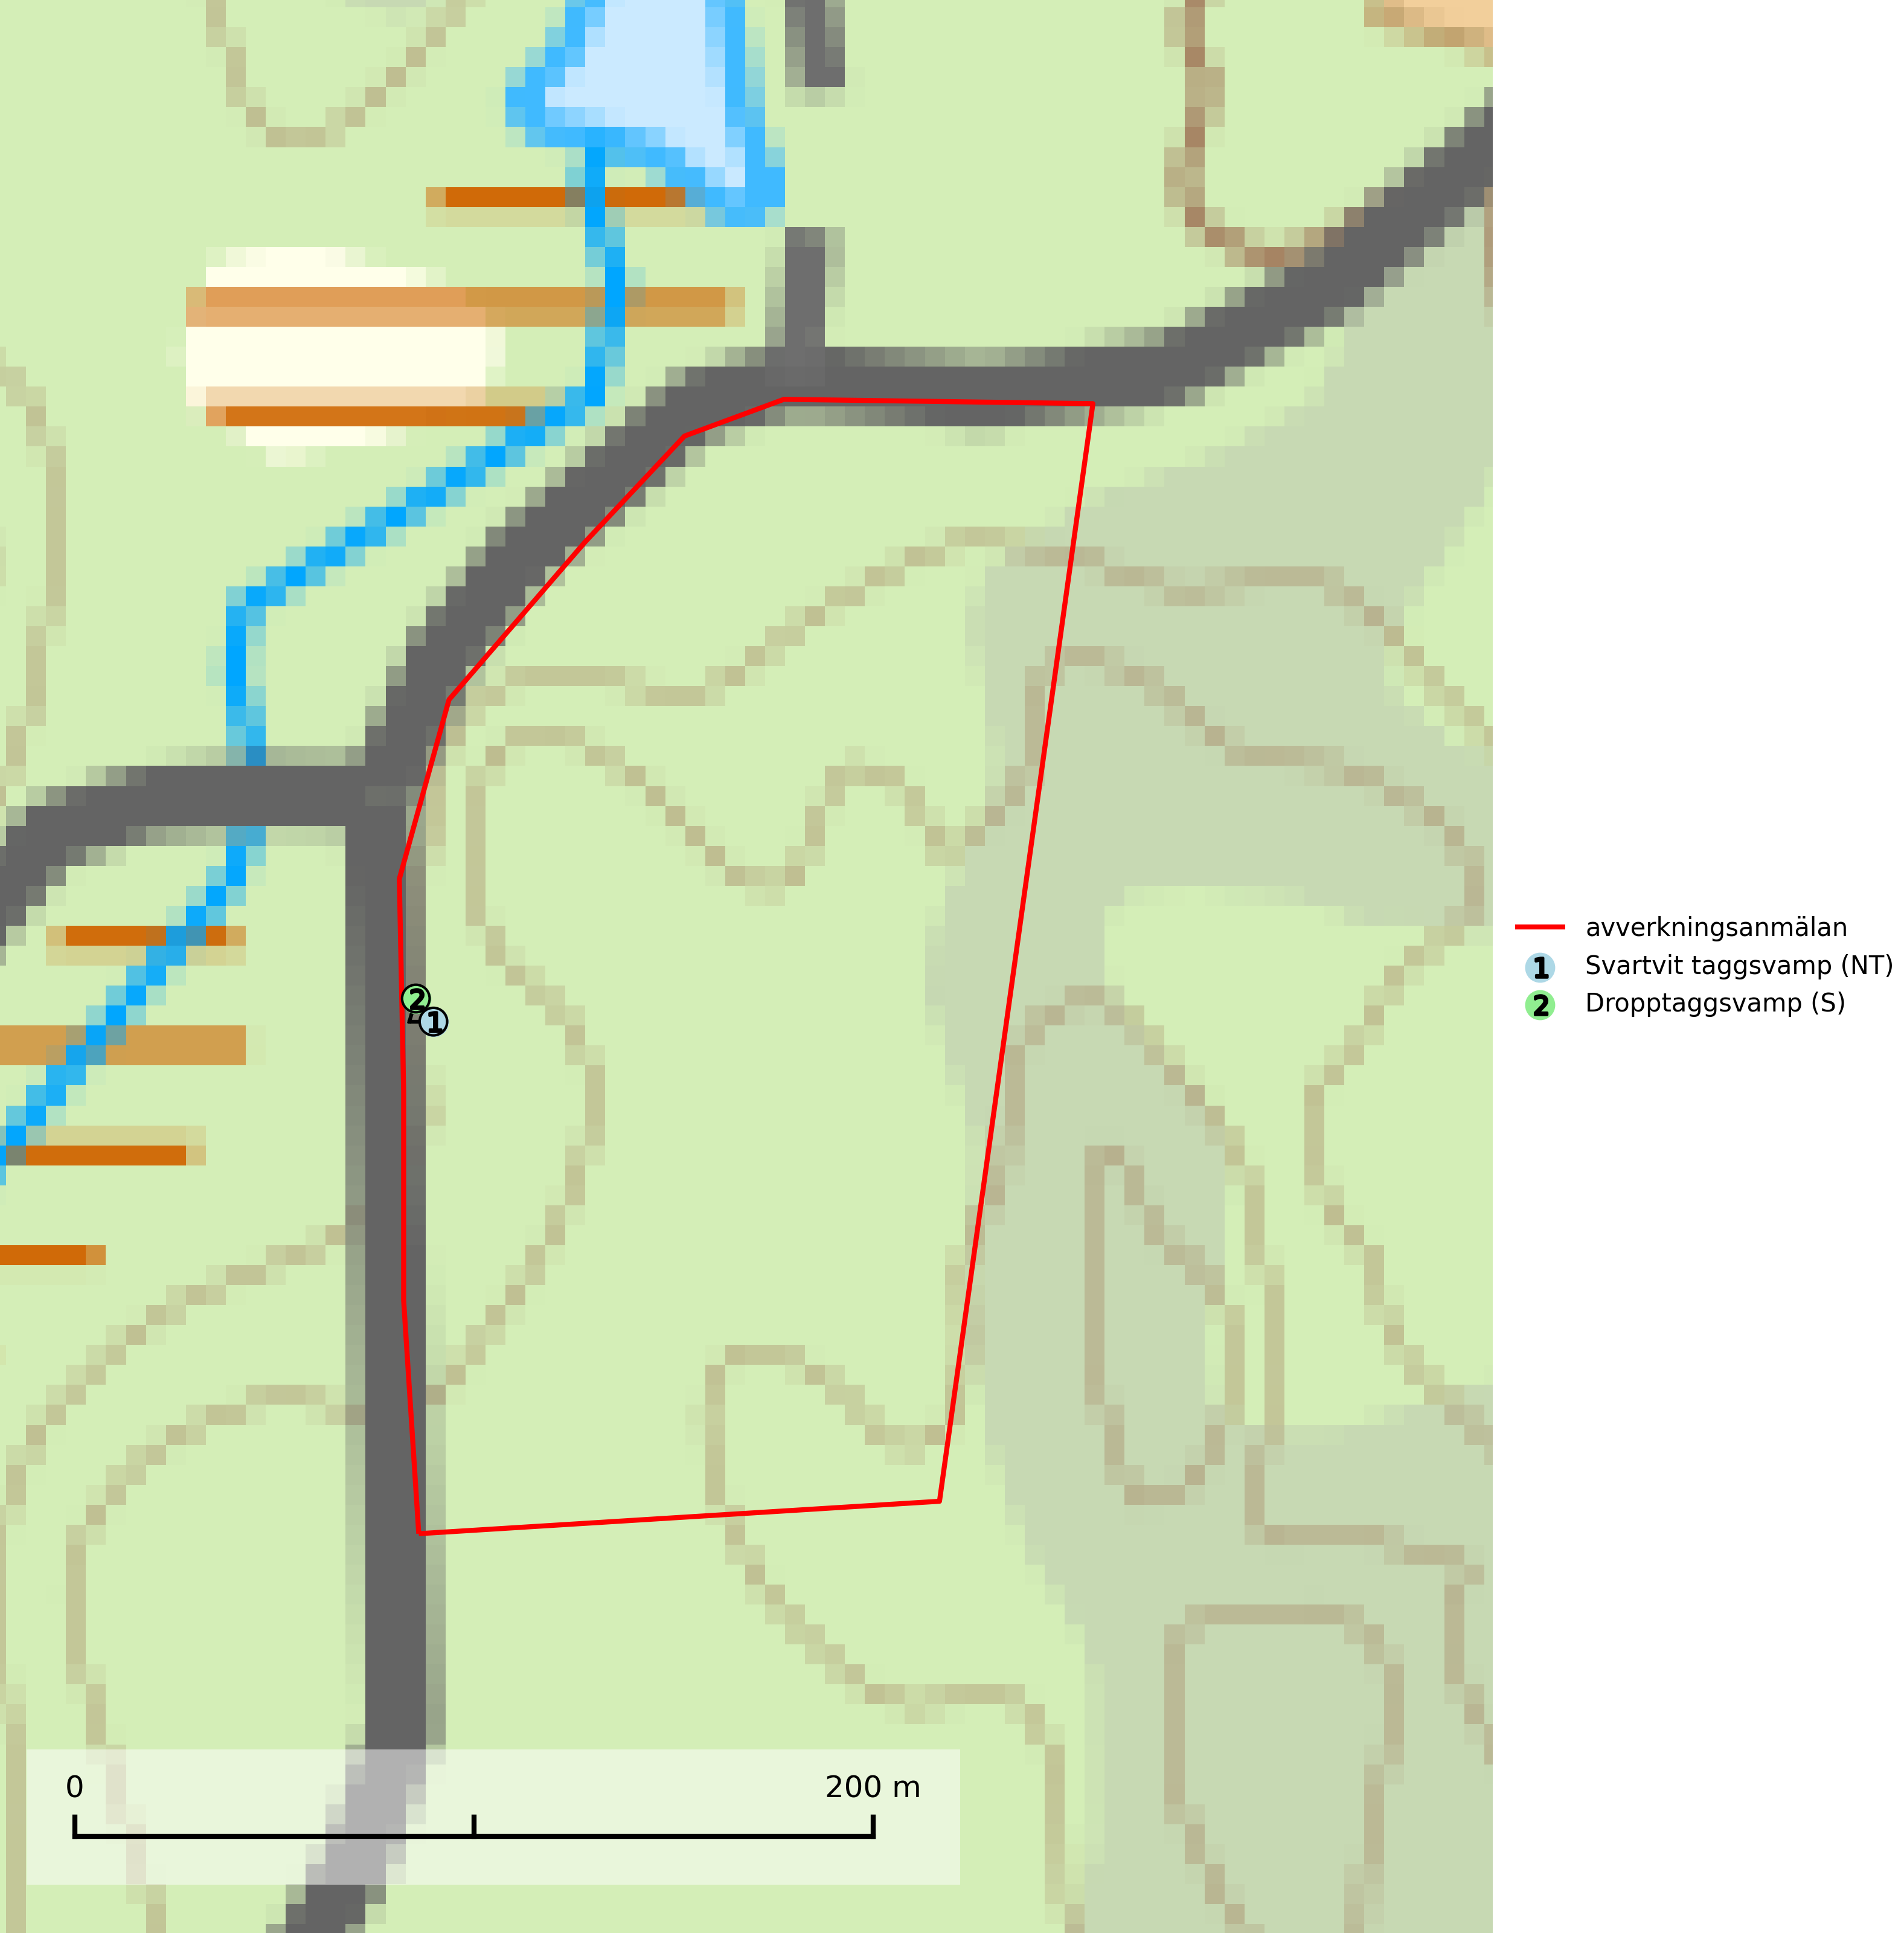 avverkningsanmälan
1 Svartvit taggsvamp (NT)
2 Dropptaggsvamp (S)
2
1
0 200 m